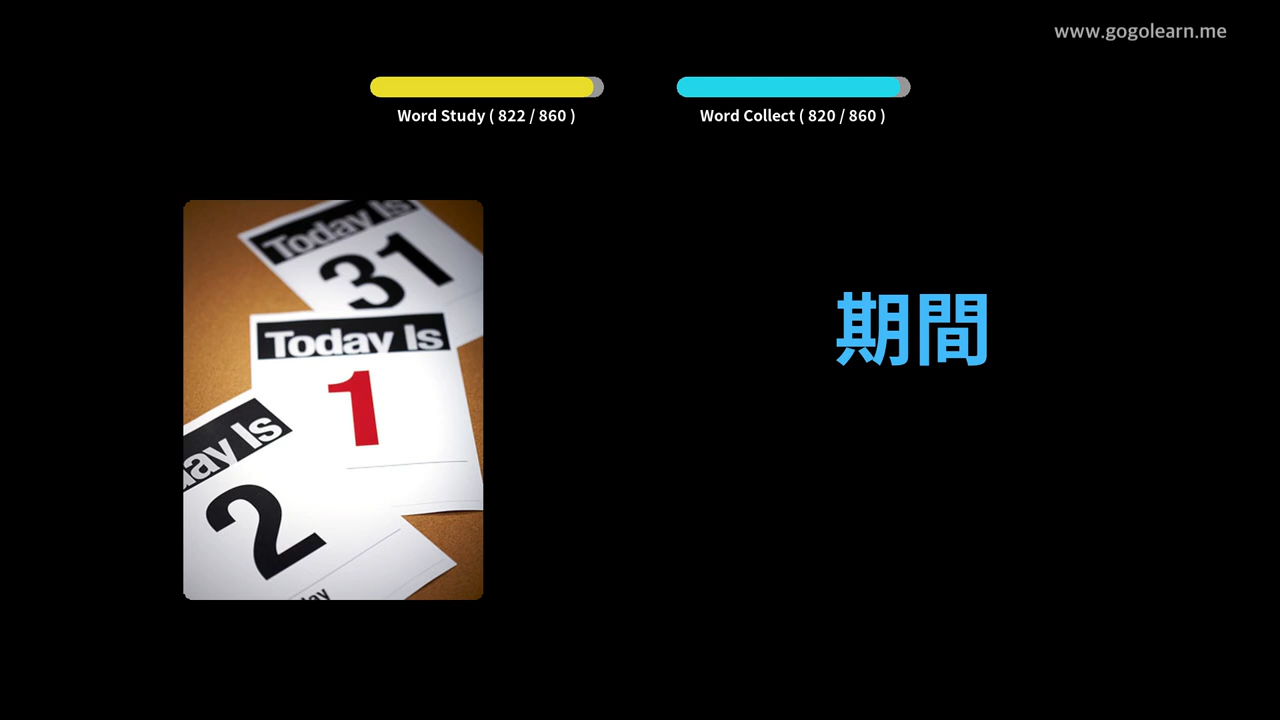 www.gogolearn.me
Word Study ( 822 / 860 )
Word Collect ( 820 / 860 )
Today Is
31
Today Is
1
ay Is
2
期間